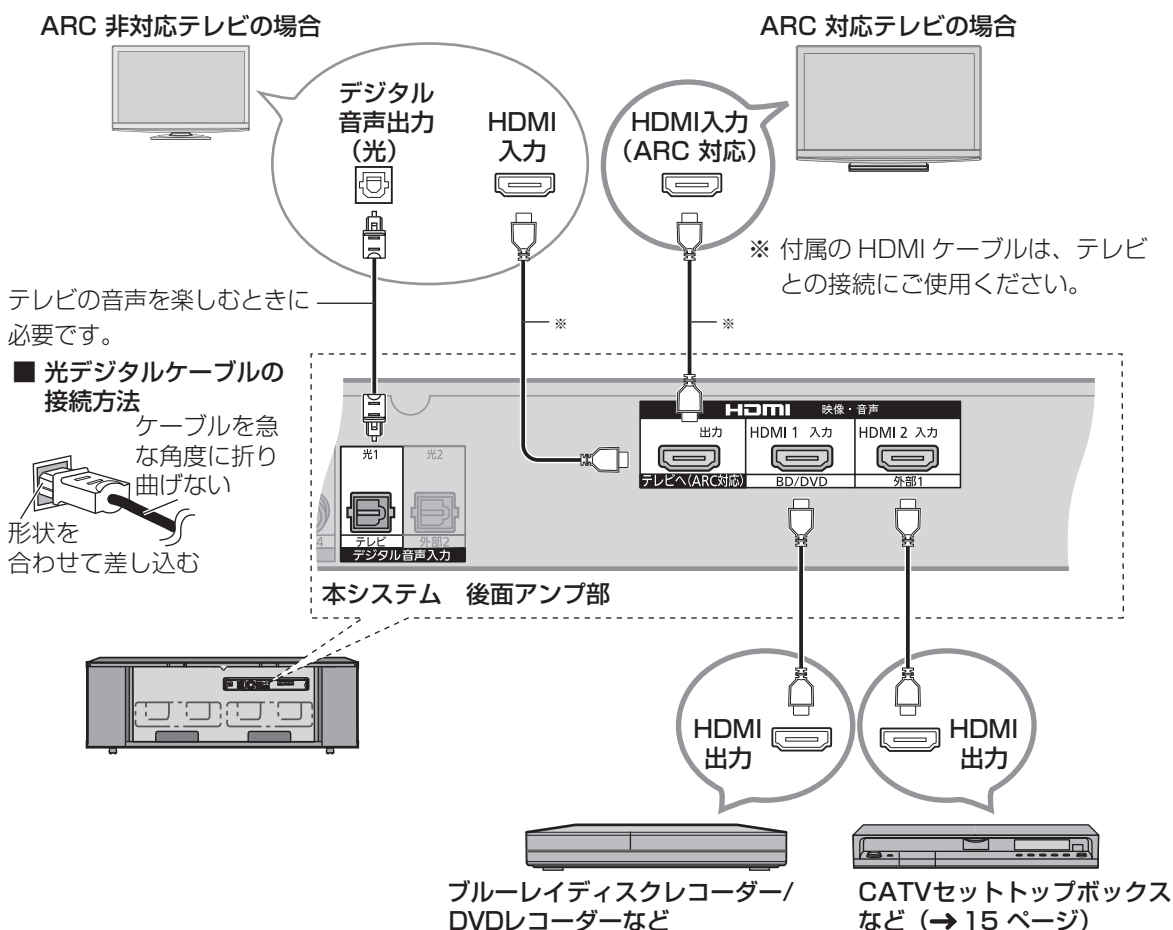 ARC 非対応テレビの場合
ARC 対応テレビの場合
デジタル
音声出力
（光）
HDMI
入力
HDMI入力
（ARC 対応）
※ 付属の HDMI ケーブルは、テレビ
との接続にご使用ください。
テレビの音声を楽しむときに
必要です。
※
※
■ 光デジタルケーブルの
接続方法
ケーブルを急
な角度に折り
曲げない
形状を
合わせて差し込む
HDMI 映像・音声
出力
HDMI 1 入力
HDMI 2 入力
テレビへ(ARC対応)
BD/DVD
外部1
光1
光2
4
テレビ
外部2
デジタル音声入力
本システム 後面アンプ部
HDMI
出力
HDMI
出力
ブルーレイディスクレコーダー/
DVDレコーダーなど
CATVセットトップボックス
など（➔ 15 ページ）